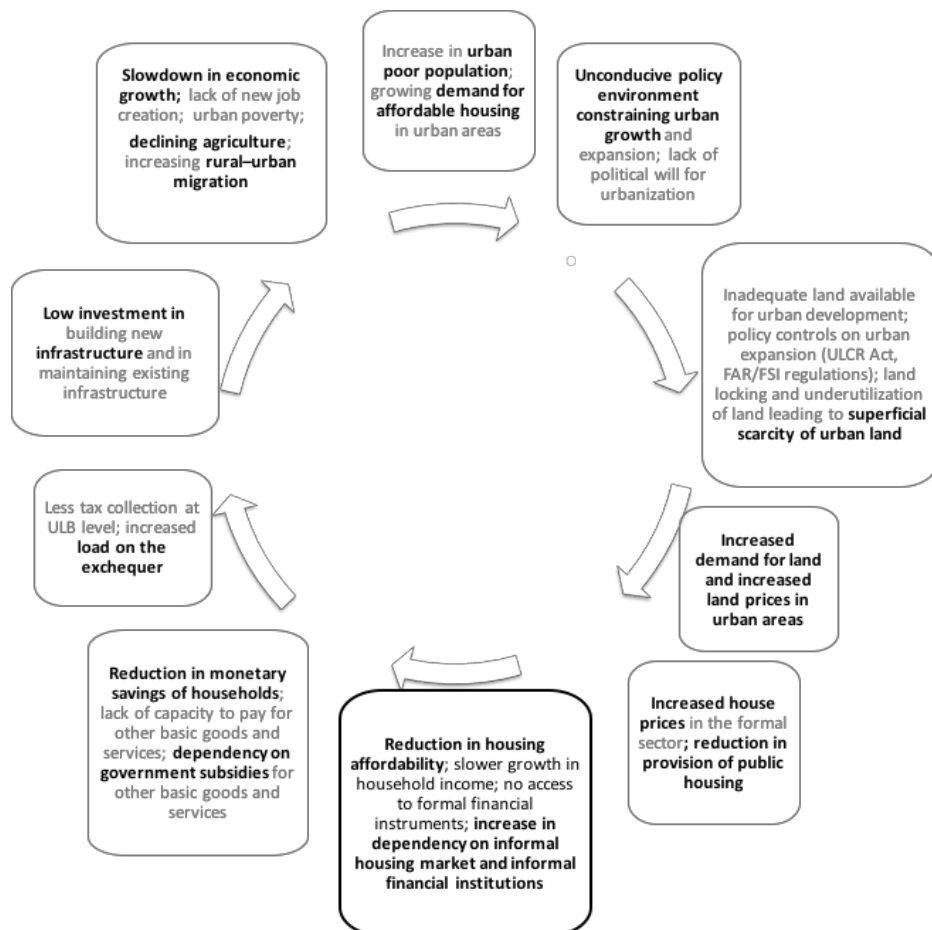 Slowdown in economic
growth; lack of new job
creation; urban poverty;
declining agriculture;
increasing rural–urban
migration
Increase in urban
poor population;
growing demand for
affordable housing
in urban areas
Unconducive policy
environment
constraining urban
growth and
expansion; lack of
political will for
urbanization
Inadequate land available
for urban development;
policy controls on urban
expansion (ULCR Act,
FAR/FSI regulations); land
locking and underutilization
of land leading to superficial
scarcity of urban land
Increased
demand for land
and increased
land prices in
urban areas
Increased house
prices in the formal
sector; reduction in
provision of public
housing
Reduction in housing
affordability; slower growth in
household income; no access
to formal financial
instruments; increase in
dependency on informal
housing market and informal
financial institutions
Reduction in monetary
savings of households;
lack of capacity to pay for
other basic goods and
services; dependency on
government subsidies for
other basic goods and
services
Less tax collection at
ULB level; increased
load on the
exchequer
Low investment in
building new
infrastructure and in
maintaining existing
infrastructure